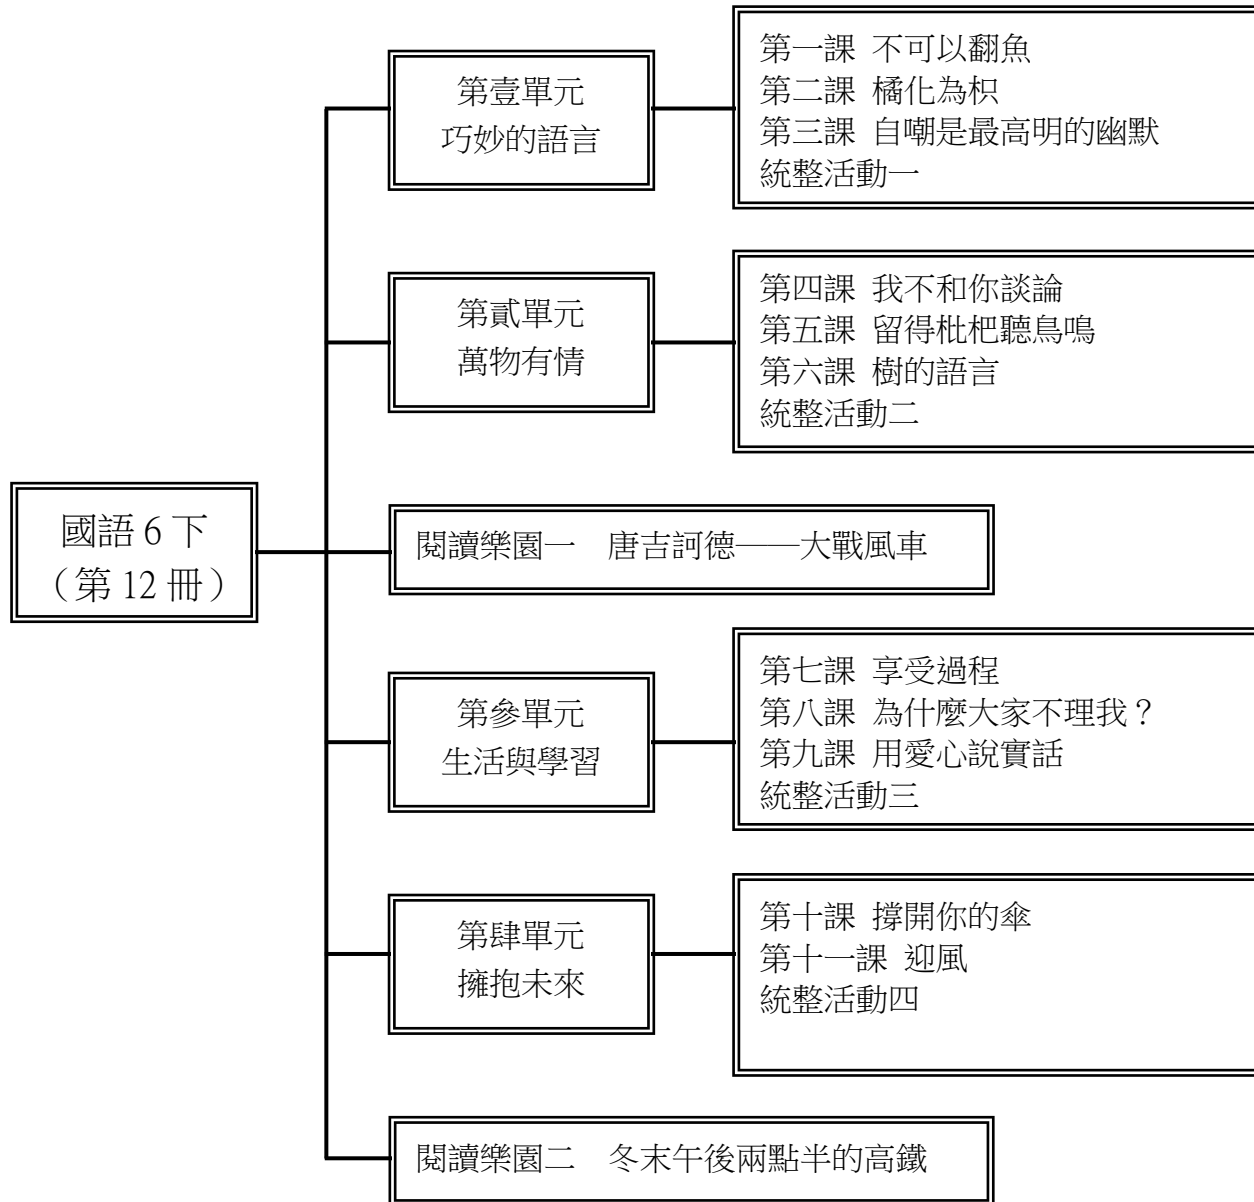 國語 6 下
（第 12 冊）
第壹單元
巧妙的語言
第一課 不可以翻魚
第二課 橘化為枳
第三課 自嘲是最高明的幽默
統整活動一
第貳單元
萬物有情
第四課 我不和你談論
第五課 留得枇杷聽鳥鳴
第六課 樹的語言
統整活動二
閱讀樂園一　唐吉訶德——大戰風車
第參單元
生活與學習
第七課 享受過程
第八課 為什麼大家不理我？
第九課 用愛心說實話
統整活動三
第肆單元
擁抱未來
第十課 撐開你的傘
第十一課 迎風
統整活動四
閱讀樂園二　冬末午後兩點半的高鐵